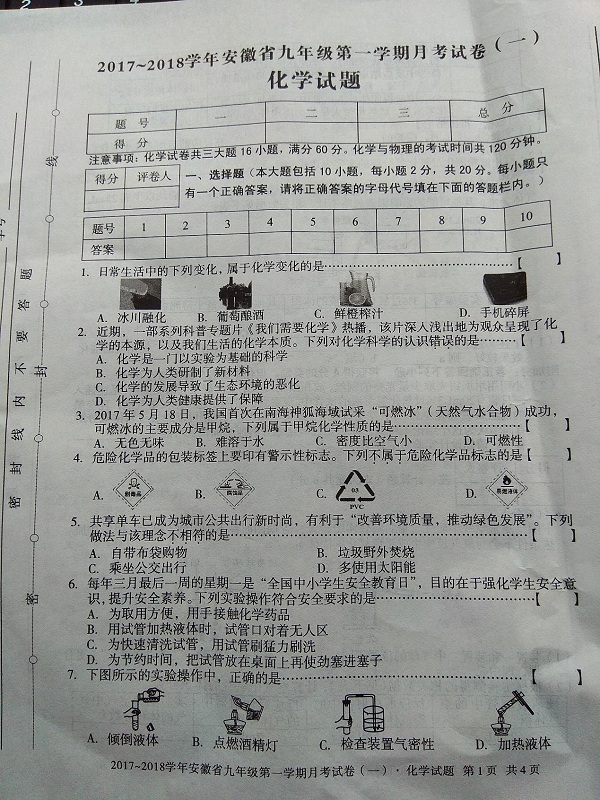 2017~2018学年安徽省九年级第一学期月考试卷（一）
化学试题
题 号 一 二 三 总 分
得 分
注意事项：化学试卷共三大题16小题，满分60分。化学与物理的考试时间共120分钟。
得分 评卷人
一、选择题（本大题包括10小题，每小题2分，共20分。每小题只
有一个正确答案，请将正确答案的字母代号填在下面的答题栏内。）
题号 1 2 3 4 5 6 7 8 9 10
答案
1. 日常生活中的下列变化，属于化学变化的是……………………………【 】
A. 冰川融化 B. 葡萄酿酒 C. 鲜橙榨汁 D. 手机碎屏
2. 近期，一部系列科普专题片《我们需要化学》热播，该片深入浅出地为观众呈现了化
学的本源，以及我们生活的化学本质。下列对化学科学的认识错误的是………【 】
A. 化学是一门以实验为基础的科学
B. 化学为人类研制了新材料
C. 化学的发展导致了生态环境的恶化
D. 化学为人类健康提供了保障
3. 2017年5月18日，我国首次在南海神狐海域试采“可燃冰”（天然气水合物）成功，
可燃冰的主要成分是甲烷，下列属于甲烷化学性质的是……………………【 】
A. 无色无味 B. 难溶于水 C. 密度比空气小 D. 可燃性
4. 危险化学品的包装标签上要印有警示性标志。下列不属于危险化学品标志的是【 】
A. 剧毒品 B. 腐蚀品 C. 03 PVC D. 易燃液体
5. 共享单车已成为城市公共出行新时尚，有利于“改善环境质量，推动绿色发展”。下列
做法与该理念不相符的是……………………………………………………【 】
A. 自带布袋购物 B. 垃圾野外焚烧
C. 乘坐公交出行 D. 多使用太阳能
6. 每年三月最后一周的星期一是“全国中小学生安全教育日”，目的在于强化学生安全意
识，提升安全素养。下列实验操作符合安全要求的是…………………………【 】
A. 为取用方便，用手接触化学药品
B. 用试管加热液体时，试管口对着无人区
C. 为快速清洗试管，用试管刷猛力刷洗
D. 为节约时间，把试管放在桌面上再使劲塞进塞子
7. 下图所示的实验操作中，正确的是………………………………………【 】
A. 倾倒液体 B. 点燃酒精灯 C. 检查装置气密性 D. 加热液体
2017~2018学年安徽省九年级第一学期月考试卷（一）·化学试题 第1页 共4页
密 封 线 内 不 要 答 题
密 封 线